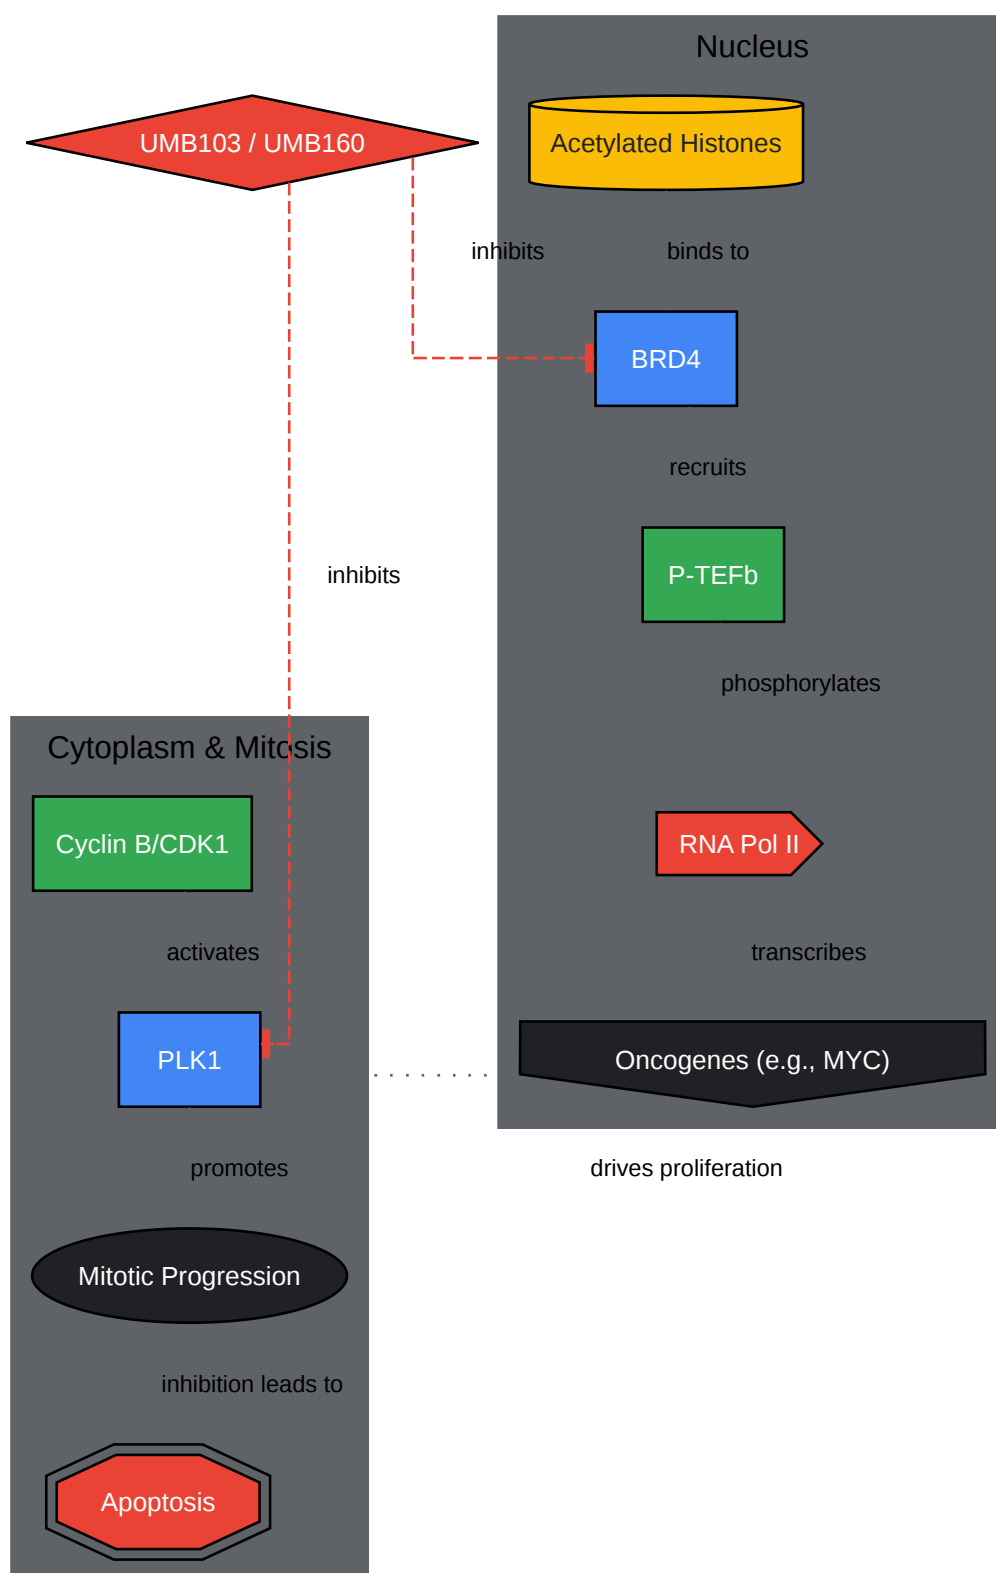 Nucleus
UMB103 / UMB160
Acetylated Histones
inhibits
binds to
BRD4
recruits
inhibits
P-TEFb
phosphorylates
Cytoplasm & Mitosis
Cyclin B/CDK1
RNA Pol II
activates
transcribes
PLK1
Oncogenes (e.g., MYC)
promotes
drives proliferation
Mitotic Progression
inhibition leads to
Apoptosis